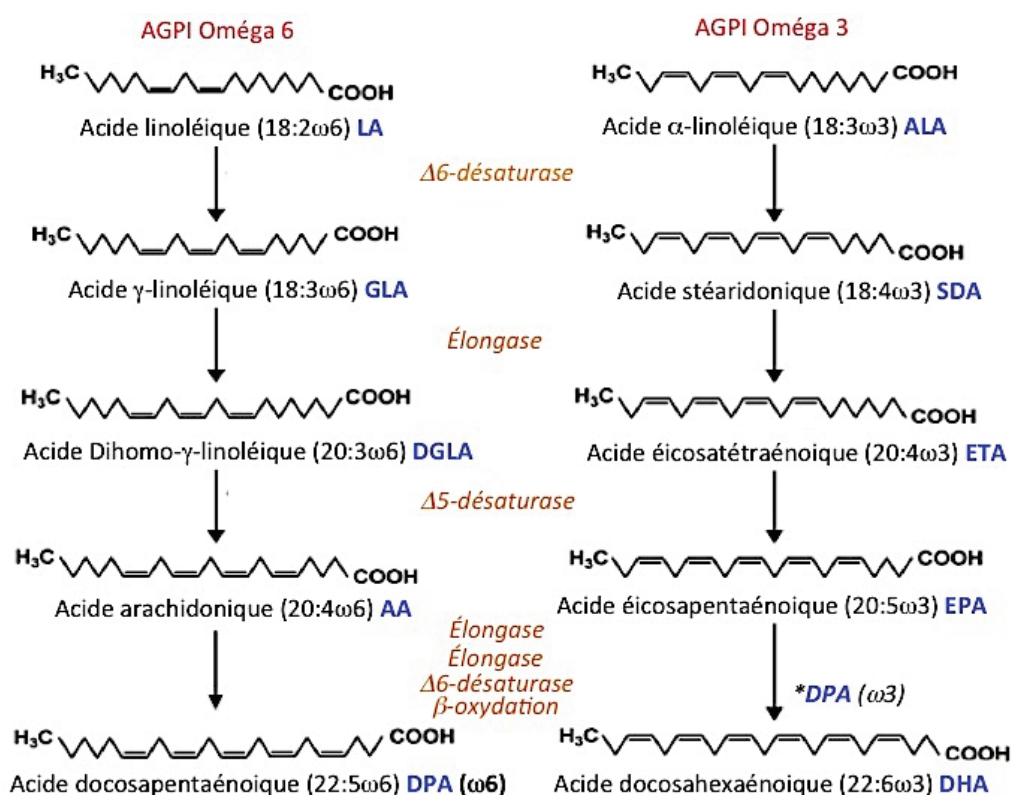 AGPI Oméga 6
AGPI Oméga 3
H₃C COOH
H₃C COOH
Acide linoléique (18:2ω6) LA
Acide α-linoléique (18:3ω3) ALA
Δ6-désaturase
H₃C COOH
H₃C COOH
Acide γ-linoléique (18:3ω6) GLA
Acide stéaridonique (18:4ω3) SDA
Élongase
H₃C COOH
H₃C COOH
Acide Dihomo-γ-linoléique (20:3ω6) DGLA
Acide éicosatétraénoique (20:4ω3) ETA
Δ5-désaturase
H₃C COOH
H₃C COOH
Acide arachidonique (20:4ω6) AA
Acide éicosapentaénoique (20:5ω3) EPA
Élongase
Élongase
Δ6-désaturase
β-oxydation
*DPA (ω3)
H₃C COOH
H₃C COOH
Acide docosapentaénoique (22:5ω6) DPA (ω6)
Acide docosahexaénoique (22:6ω3) DHA